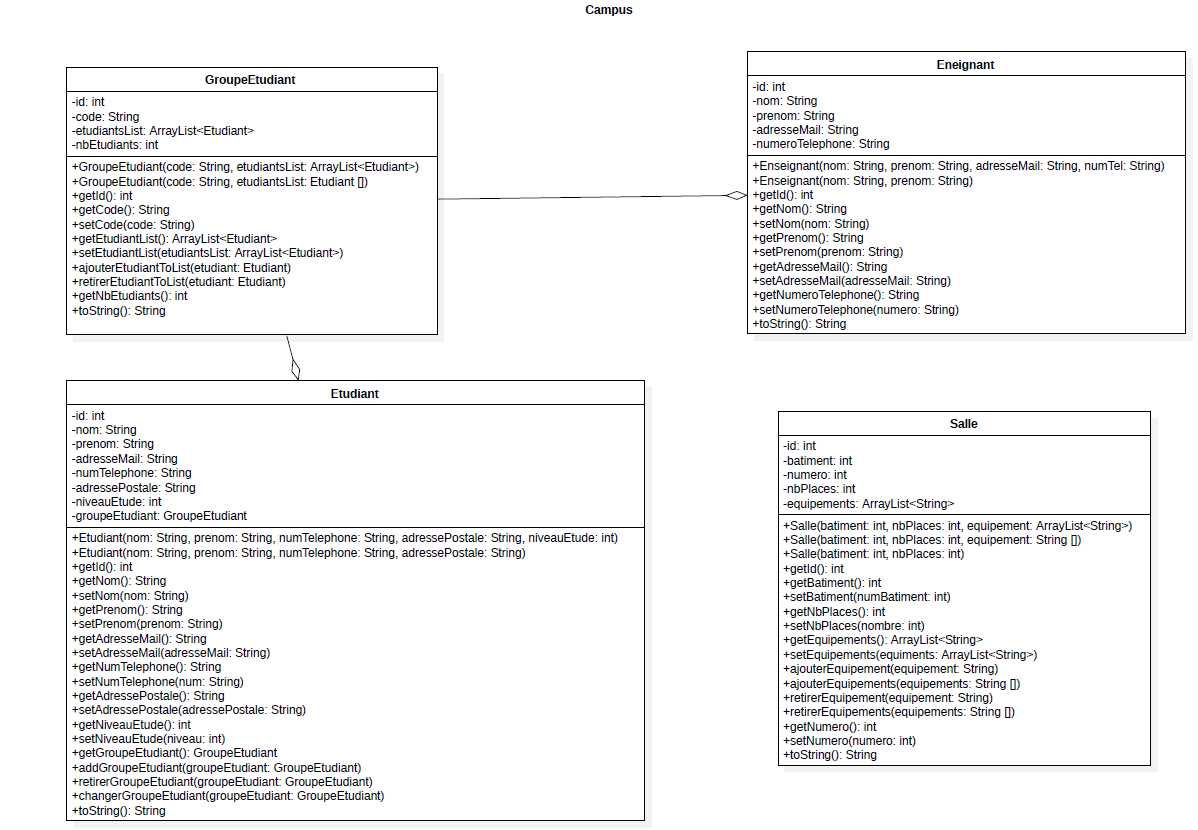 Campus
GroupeEtudiant
-id: int
-code: String
-etudiantsList: ArrayList<Etudiant>
-nbEtudiants: int
+GroupeEtudiant(code: String, etudiantsList: ArrayList<Etudiant>)
+GroupeEtudiant(code: String, etudiantsList: Etudiant [])
+getId(): int
+getCode(): String
+setCode(code: String)
+getEtudiantList(): ArrayList<Etudiant>
+setEtudiantList(etudiantsList: ArrayList<Etudiant>)
+ajouterEtudiantToList(etudiant: Etudiant)
+retirerEtudiantToList(etudiant: Etudiant)
+getNbEtudiants(): int
+toString(): String
Eneignant
-id: int
-nom: String
-prenom: String
-adresseMail: String
-numeroTelephone: String
+Enseignant(nom: String, prenom: String, adresseMail: String, numTel: String)
+Enseignant(nom: String, prenom: String)
+getId(): int
+getNom(): String
+setNom(nom: String)
+getPrenom(): String
+setPrenom(prenom: String)
+getAdresseMail(): String
+setAdresseMail(adresseMail: String)
+getNumeroTelephone(): String
+setNumeroTelephone(numero: String)
+toString(): String
Etudiant
-id: int
-nom: String
-prenom: String
-adresseMail: String
-numTelephone: String
-adressePostale: String
-niveauEtude: int
-groupeEtudiant: GroupeEtudiant
+Etudiant(nom: String, prenom: String, numTelephone: String, adressePostale: String, niveauEtude: int)
+Etudiant(nom: String, prenom: String, numTelephone: String, adressePostale: String)
+getId(): int
+getNom(): String
+setNom(nom: String)
+getPrenom(): String
+setPrenom(prenom: String)
+getAdresseMail(): String
+setAdresseMail(adresseMail: String)
+getNumTelephone(): String
+setNumTelephone(num: String)
+getAdressePostale(): String
+setAdressePostale(adressePostale: String)
+getNiveauEtude(): int
+setNiveauEtude(niveau: int)
+getGroupeEtudiant(): GroupeEtudiant
+addGroupeEtudiant(groupeEtudiant: GroupeEtudiant)
+retirerGroupeEtudiant(groupeEtudiant: GroupeEtudiant)
+changerGroupeEtudiant(groupeEtudiant: GroupeEtudiant)
+toString(): String
Salle
-id: int
-batiment: int
-numero: int
-nbPlaces: int
-equipements: ArrayList<String>
+Salle(batiment: int, nbPlaces: int, equipement: ArrayList<String>)
+Salle(batiment: int, nbPlaces: int, equipement: String [])
+Salle(batiment: int, nbPlaces: int)
+getId(): int
+getBatiment(): int
+setBatiment(numBatiment: int)
+getNbPlaces(): int
+setNbPlaces(nombre: int)
+getEquipements(): ArrayList<String>
+setEquipements(equiments: ArrayList<String>)
+ajouterEquipement(equipement: String)
+ajouterEquipements(equipements: String [])
+retirerEquipement(equipement: String)
+retirerEquipements(equipements: String [])
+getNumero(): int
+setNumero(numero: int)
+toString(): String